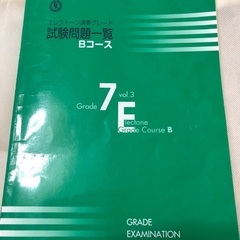 エレクトーン演奏グレード
試験問題一覧
Bコース
Grade 7 vol.3
E
lectone
Grade Course B
GRADE
EXAMINATION